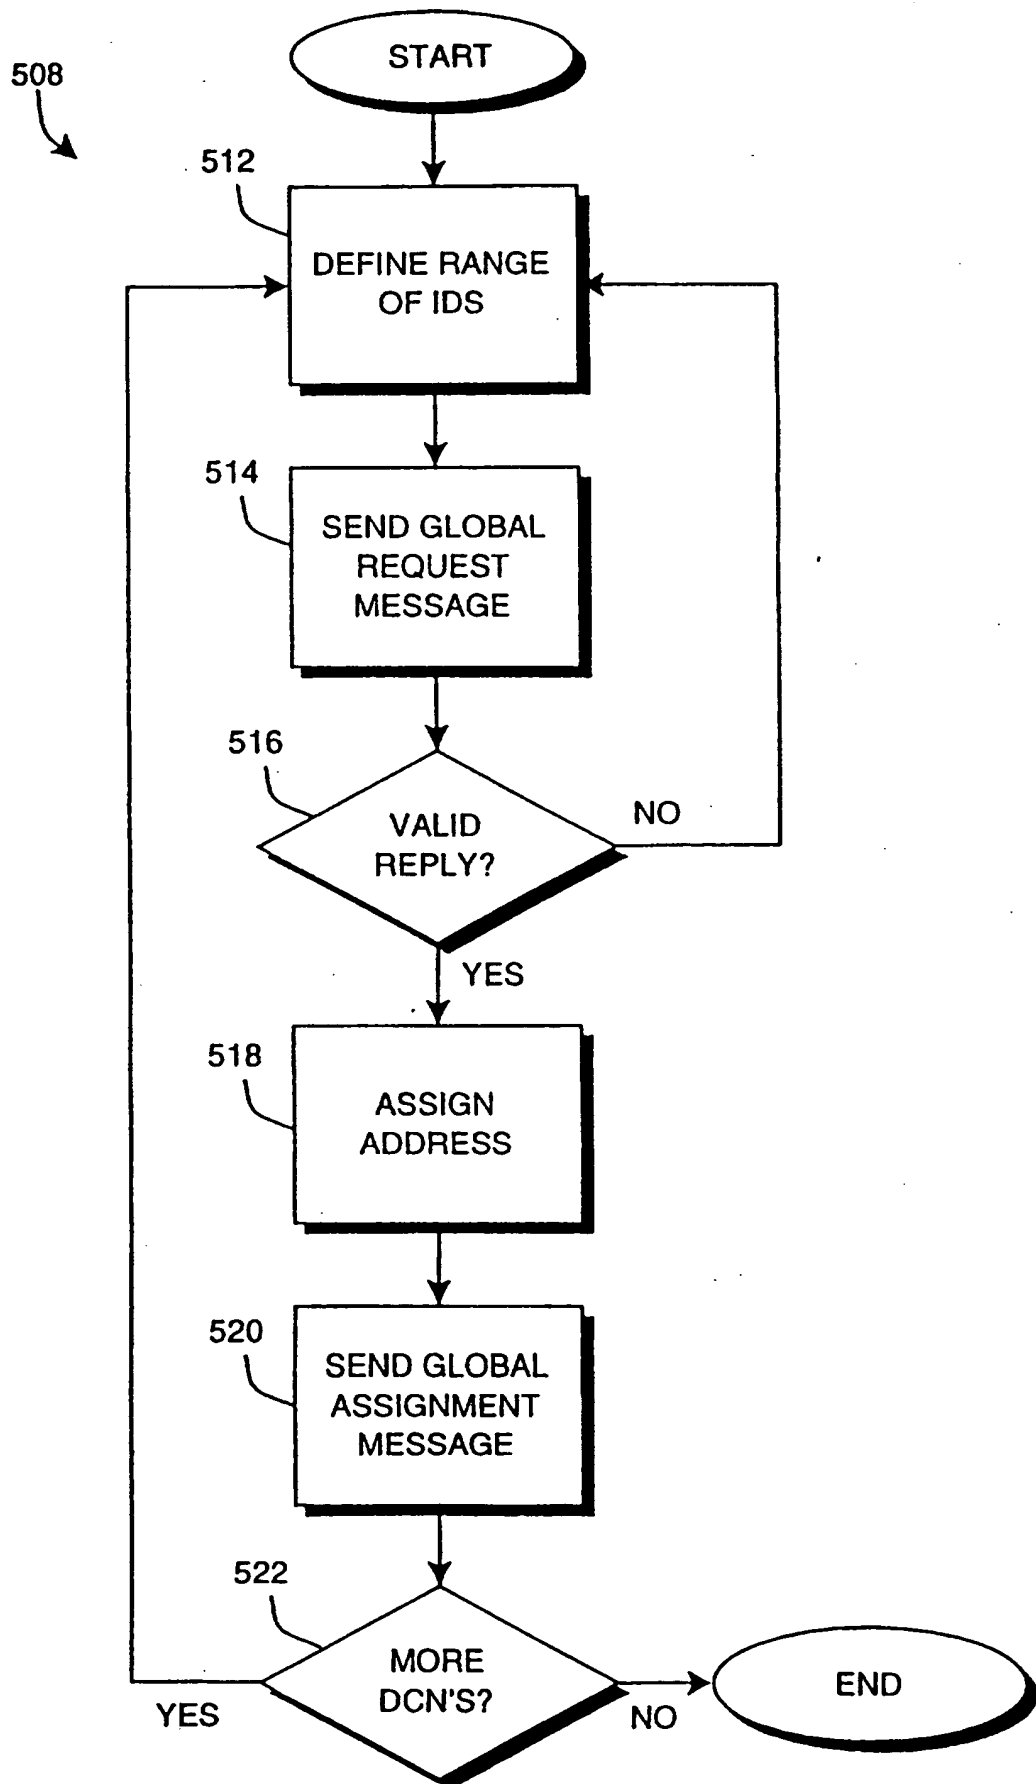 START
508
512
DEFINE RANGE
OF IDS
514
SEND GLOBAL
REQUEST
MESSAGE
516
VALID
REPLY?
NO
YES
518
ASSIGN
ADDRESS
520
SEND GLOBAL
ASSIGNMENT
MESSAGE
522
MORE
DCN'S?
YES
NO
END